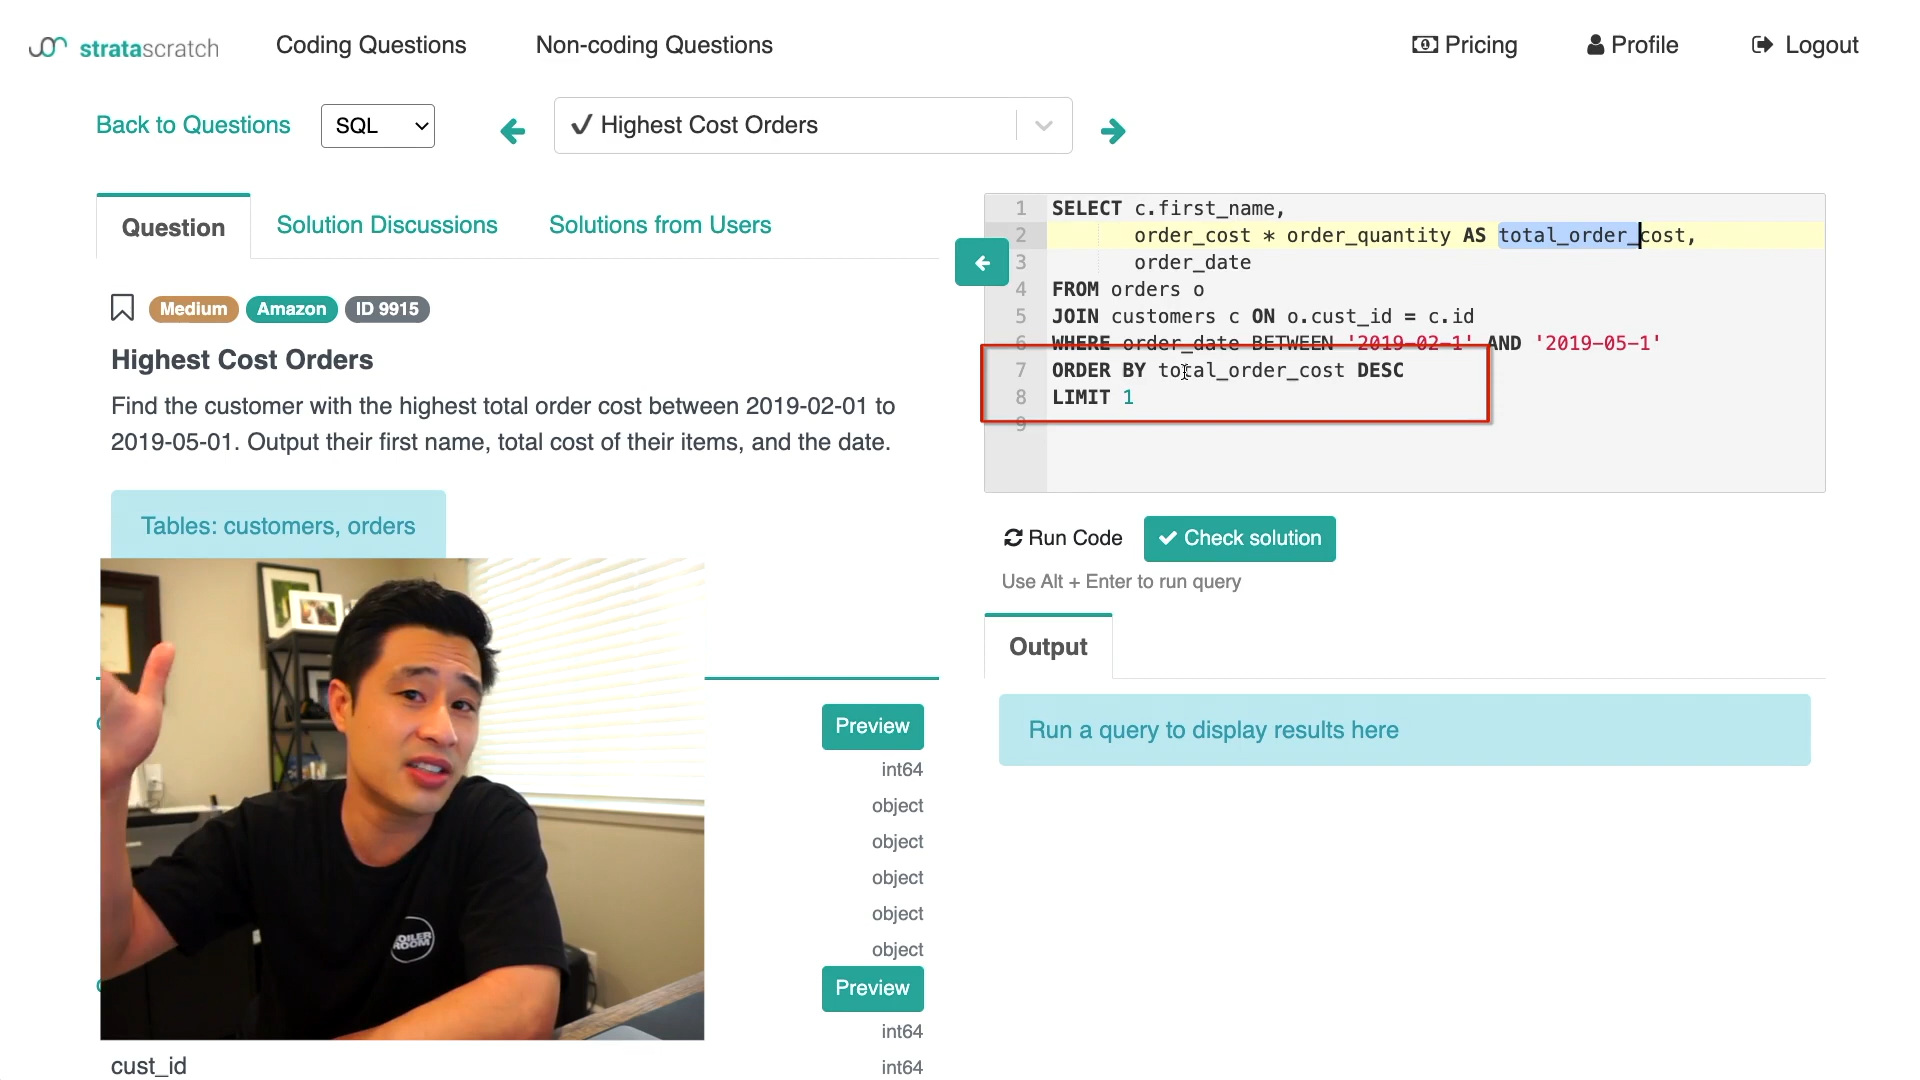 stratascratch
Coding Questions
Non-coding Questions
Pricing
Profile
Logout
Back to Questions
SQL
Highest Cost Orders
Question
Solution Discussions
Solutions from Users
Medium
Amazon
ID 9915
Highest Cost Orders
Find the customer with the highest total order cost between 2019-02-01 to
2019-05-01. Output their first name, total cost of their items, and the date.
Tables: customers, orders
Preview
int64
object
object
object
object
object
Preview
int64
cust_id
int64
1 SELECT c.first_name,
2 order_cost * order_quantity AS total_order_cost,
3 order_date
4 FROM orders o
5 JOIN customers c ON o.cust_id = c.id
6 WHERE order_date BETWEEN '2019-02-1' AND '2019-05-1'
7 ORDER BY total_order_cost DESC
8 LIMIT 1
9
Run Code
Check solution
Use Alt + Enter to run query
Output
Run a query to display results here
ROOM